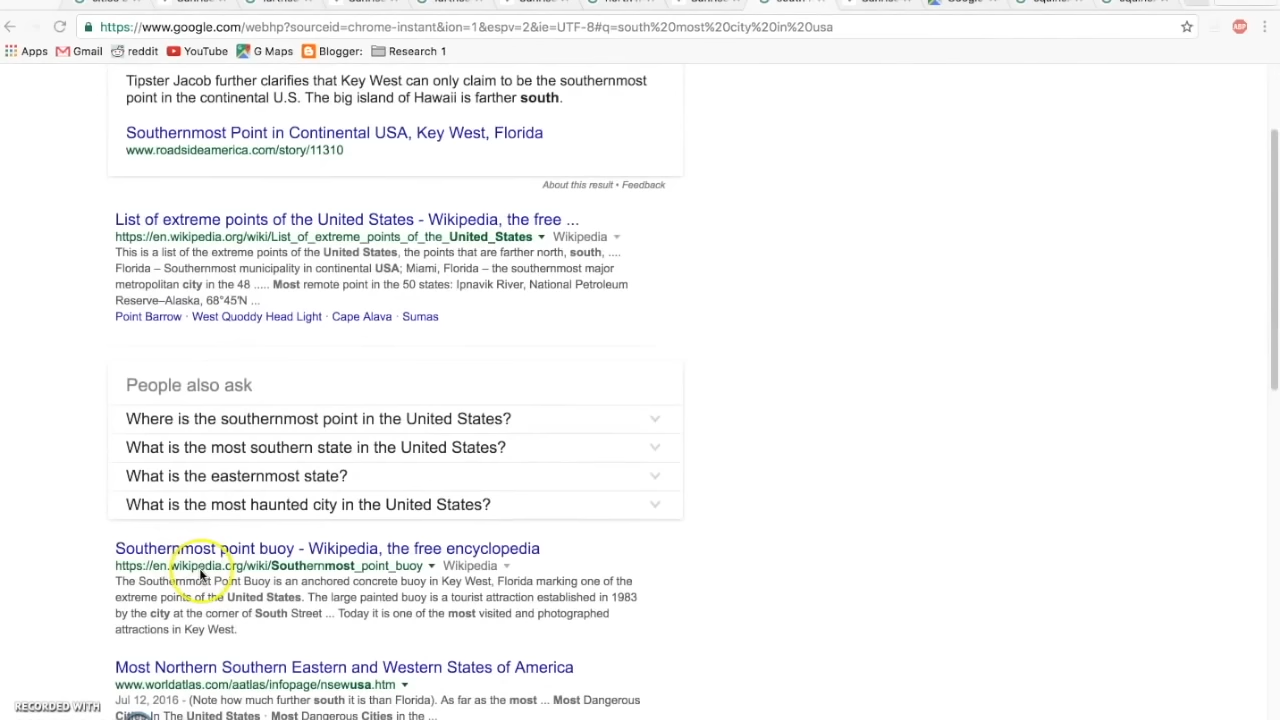 https://www.google.com/webhp?sourceid=chrome-instant&ion=1&espv=2&ie=UTF-8#q=south%20most%20city%20in%20usa
ABP
Apps Gmail reddit YouTube G Maps Blogger: Research 1
Tipster Jacob further clarifies that Key West can only claim to be the southernmost
point in the continental U.S. The big island of Hawaii is farther south.
Southernmost Point in Continental USA, Key West, Florida
www.roadsideamerica.com/story/11310
About this result • Feedback
List of extreme points of the United States - Wikipedia, the free ...
https://en.wikipedia.org/wiki/List_of_extreme_points_of_the_United_States Wikipedia
This is a list of the extreme points of the United States, the points that are farther north, south, ....
Florida – Southernmost municipality in continental USA; Miami, Florida – the southernmost major
metropolitan city in the 48 ..... Most remote point in the 50 states: Ipnavik River, National Petroleum
Reserve–Alaska, 68°45′N ...
Point Barrow · West Quoddy Head Light · Cape Alava · Sumas
People also ask
Where is the southernmost point in the United States?
What is the most southern state in the United States?
What is the easternmost state?
What is the most haunted city in the United States?
Southernmost point buoy - Wikipedia, the free encyclopedia
https://en.wikipedia.org/wiki/Southernmost_point_buoy Wikipedia
The Southernmost Point Buoy is an anchored concrete buoy in Key West, Florida marking one of the
extreme points of the United States. The large painted buoy is a tourist attraction established in 1983
by the city at the corner of South Street ... Today it is one of the most visited and photographed
attractions in Key West.
Most Northern Southern Eastern and Western States of America
www.worldatlas.com/aatlas/infopage/nsewusa.htm
Jul 12, 2016 - (Note how much further south it is than Florida). As far as the most ... Most Dangerous
Cities In The United States · Most Dangerous Cities in the ...
RECORDED WITH